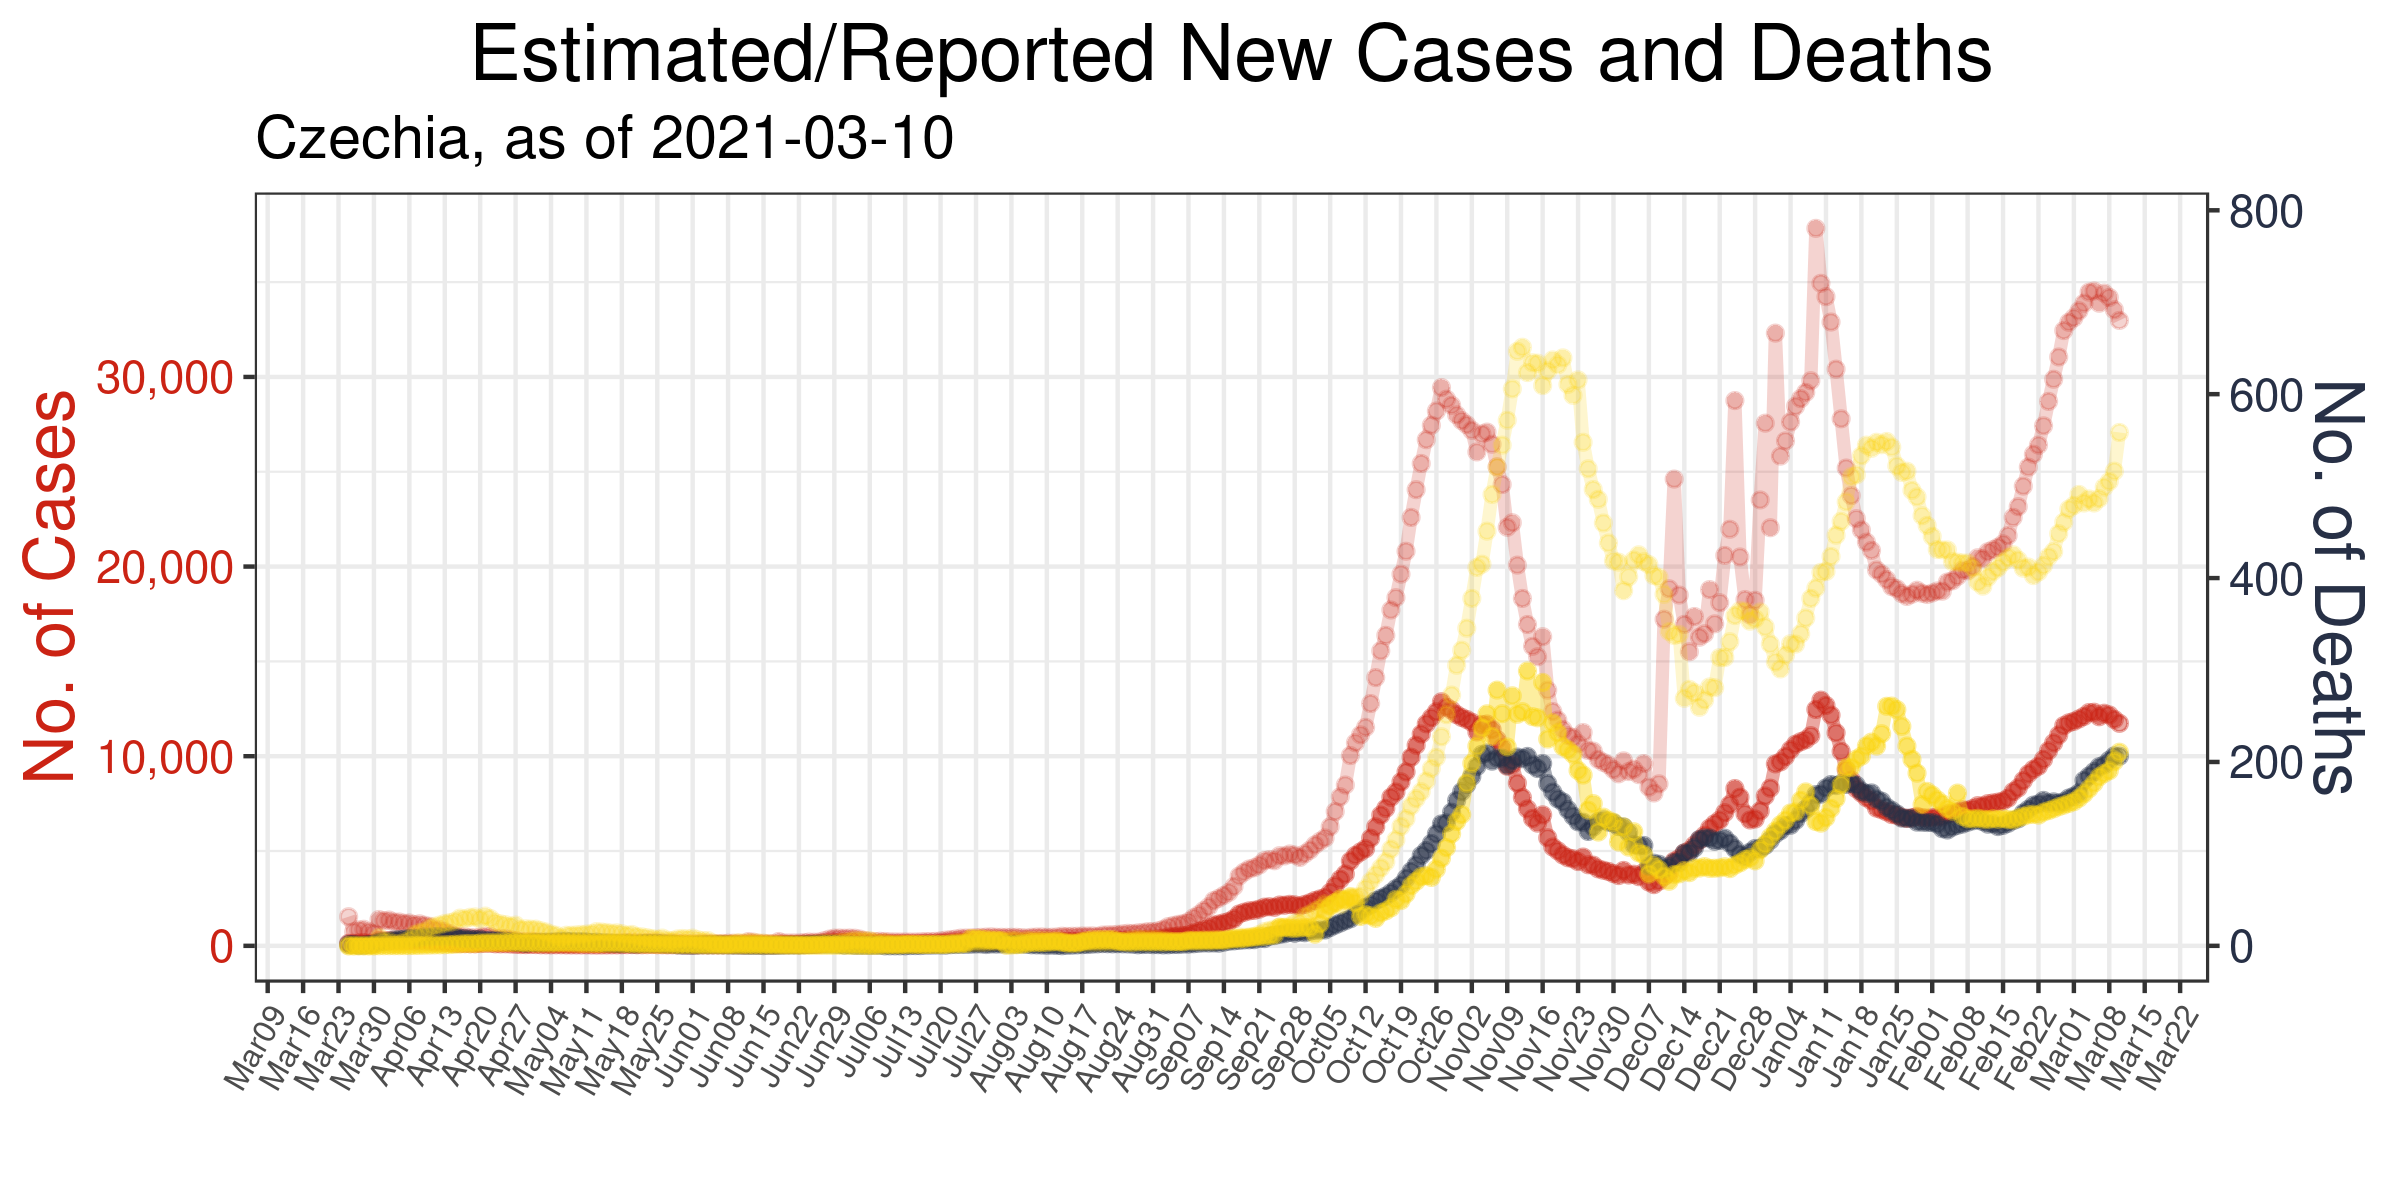 Estimated/Reported New Cases and Deaths
Czechia, as of 2021-03-10
No. of Cases
30,000
20,000
10,000
0
800
600
400
200
0
No. of Deaths
Mar09 Mar16 Mar23 Mar30 Apr06 Apr13 Apr20 Apr27 May04 May11 May18 May25 Jun01 Jun08 Jun15 Jun22 Jun29 Jul06 Jul13 Jul20 Jul27 Aug03 Aug10 Aug17 Aug24 Aug31 Sep07 Sep14 Sep21 Sep28 Oct05 Oct12 Oct19 Oct26 Nov02 Nov09 Nov16 Nov23 Nov30 Dec07 Dec14 Dec21 Dec28 Jan04 Jan11 Jan18 Jan25 Feb01 Feb08 Feb15 Feb22 Mar01 Mar08 Mar15 Mar22